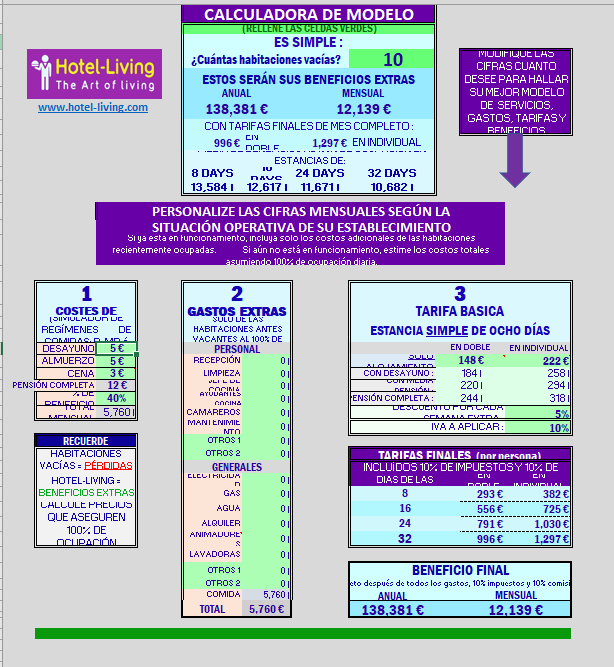 CALCULADORA DE MODELO
(RELLENE LAS CELDAS VERDES)
ES SIMPLE :
¿Cuántas habitaciones vacías? 10
ESTOS SERÁN SUS BENEFICIOS EXTRAS
ANUAL MENSUAL
138,381 € 12,139 €
CON TARIFAS FINALES DE MES COMPLETO :
996 € EN DOBLE 1,297 € EN INDIVIDUAL
ESTANCIAS DE:
8 DAYS DAYS 24 DAYS 32 DAYS
13,584 12,617 11,671 10,682
Hotel-Living
The Art of living
www.hotel-living.com
MODIFIQUE LAS
CIFRAS CUANTO
DESEE PARA HALLAR
SU MEJOR MODELO
DE SERVICIOS,
GASTOS, TARIFAS Y
BENEFICIOS
PERSONALIZE LAS CIFRAS MENSUALES SEGÚN LA
SITUACIÓN OPERATIVA DE SU ESTABLECIMIENTO
Si ya está en funcionamiento, incluya solo los costos adicionales de las habitaciones
recientemente ocupadas. Si aún no está en funcionamiento, estime los costos totales
asumiendo 100% de ocupación diaria.
1
COSTES DE
(SIMULADOR DE
REGÍMENES DE
DESAYUNO 5 €
ALMUERZO 5 €
CENA 3 €
PENSIÓN COMPLETA 12 €
% DE BENEFICIO 40%
TOTAL MENSUAL 5,760
RECUERDE
HABITACIONES
VACÍAS = PÉRDIDAS
HOTEL-LIVING =
BENEFICIOS EXTRAS
CALCULE PRECIOS
QUE ASEGUREN
100% DE
OCUPACIÓN
2
GASTOS EXTRAS
SOLO DE LAS
HABITACIONES ANTES
VACANTES AL 100% DE
PERSONAL
RECEPCIÓN 0
LIMPIEZA 0
JEFE DE COCINA 0
AYUDANTES COCINA 0
CAMAREROS 0
MANTENIMIENTO 0
OTROS 1 0
OTROS 2 0
GENERALES
ELECTRICIDAD 0
GAS 0
AGUA 0
ALQUILER 0
ANIMADORES 0
LAVADORAS 0
OTROS 1 0
OTROS 2 0
COMIDA 5,760
TOTAL 5,760 €
3
TARIFA BASICA
ESTANCIA SIMPLE DE OCHO DÍAS
EN DOBLE EN INDIVIDUAL
SOLO ALOJAMIENTO 148 € 222 €
CON DESAYUNO : 184 258
CON MEDIA PENSIÓN : 220 294
PENSIÓN COMPLETA : 244 318
DESCUENTO POR CADA SEMANA EXTRA 5%
IVA A APLICAR : 10%
TARIFAS FINALES (por persona)
INCLUÍDOS 10% DE IMPUESTOS Y 10% DE
DIAS DE LAS EN DOBLE EN INDIVIDUAL
8 293 € 382 €
16 556 € 725 €
24 791 € 1,030 €
32 996 € 1,297 €
BENEFICIO FINAL
después de todos los gastos, 10% impuestos y 10%
ANUAL MENSUAL
138,381 € 12,139 €